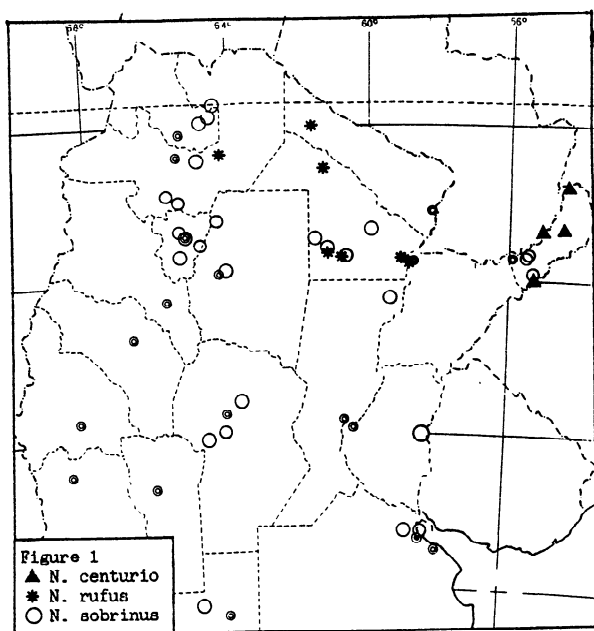 68° 64 60° 56
Figure 1
▲ N. centurio
✱ N. rufus
○ N. sobrinus